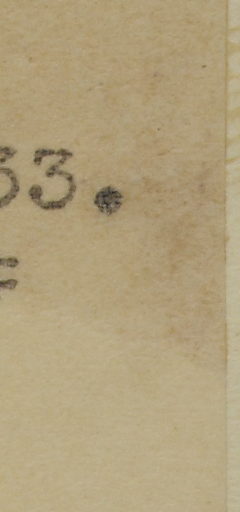 33.
=